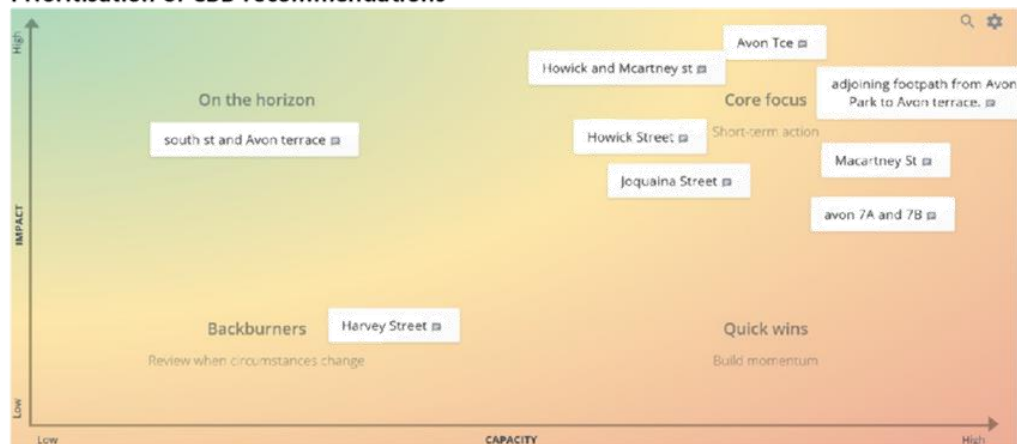 Prioritisation of CBD recommendations
High
Avon Tce
Howick and Mcartney st
adjoining footpath from Avon
Park to Avon terrace.
On the horizon
Core focus
Short-term action
south st and Avon terrace
Howick Street
Macartney St
Joquaina Street
avon 7A and 7B
IMPACT
Backburners
Harvey Street
Quick wins
Review when circumstances change
Build momentum
Low
Low
CAPACITY
High